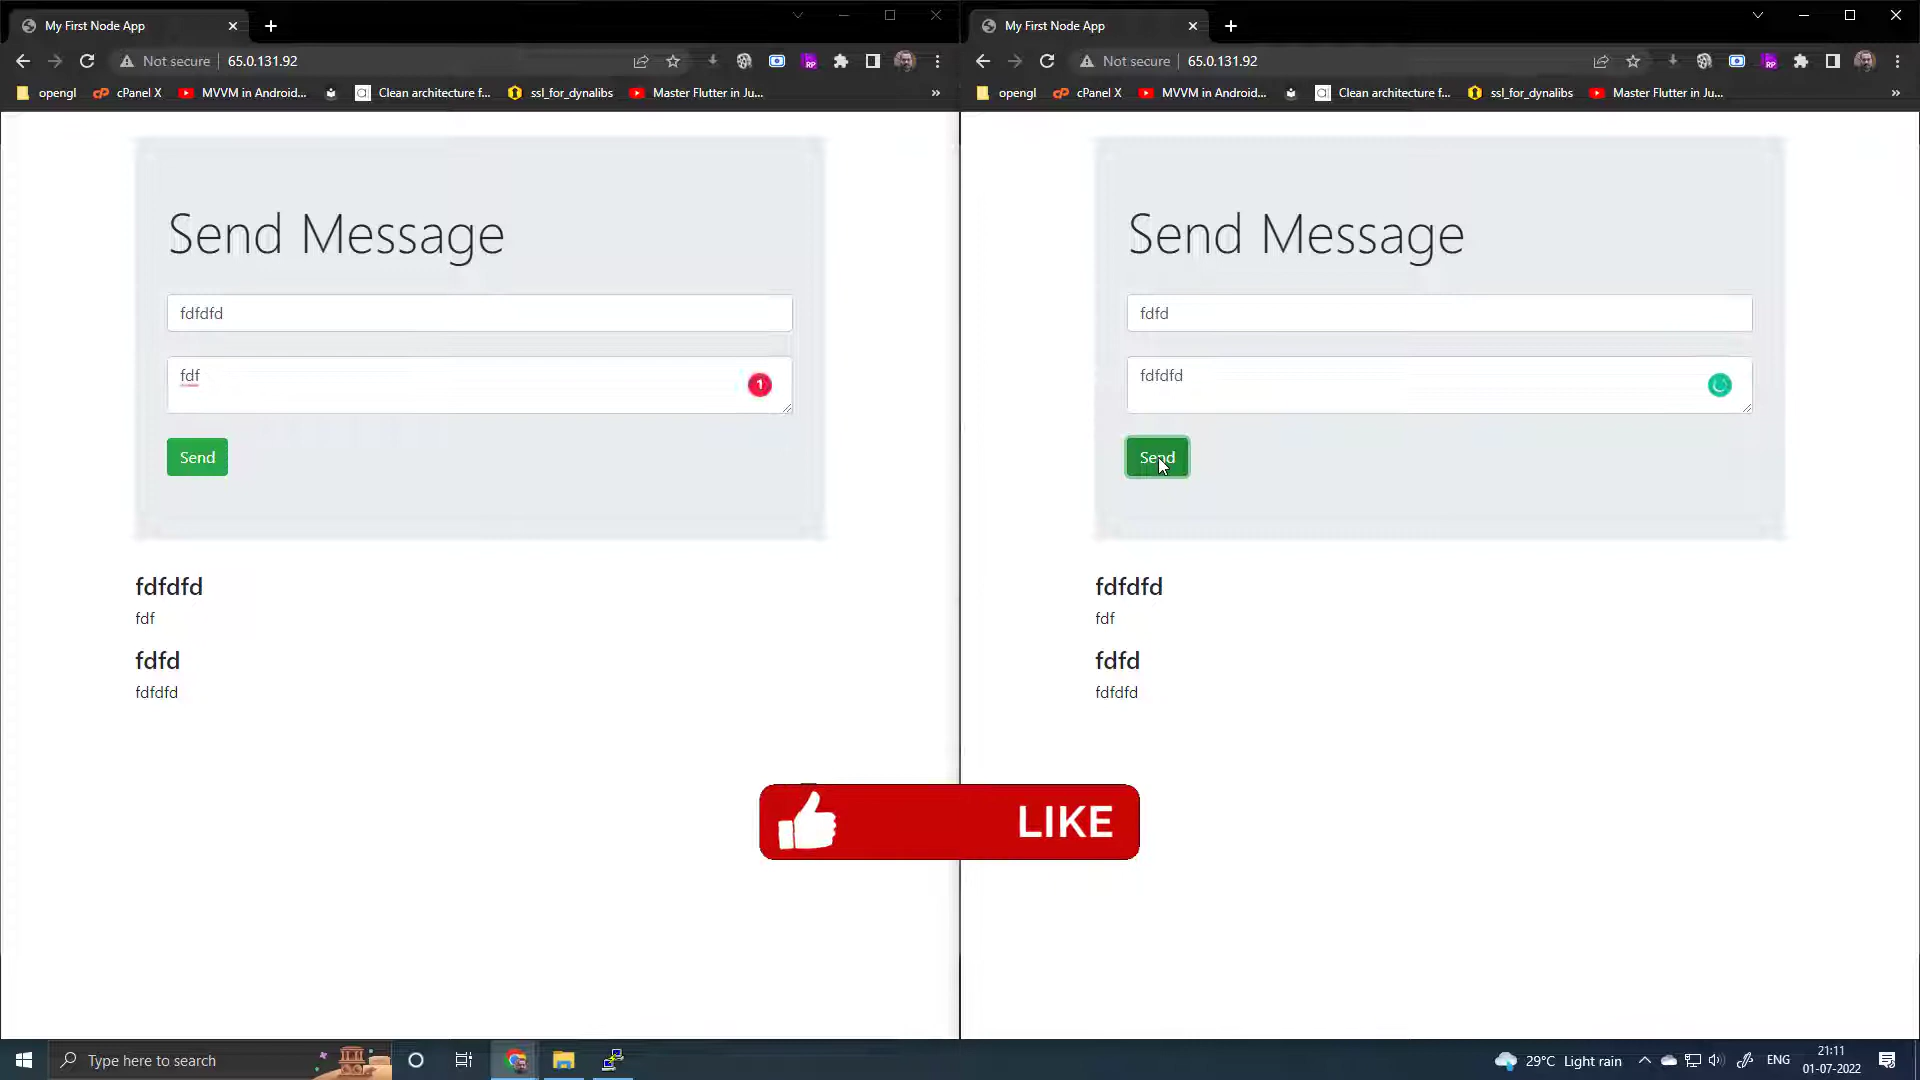 My First Node App
Not secure
65.0.131.92
opengl
cPanel X
MVVM in Android...
Clean architecture f...
ssl_for_dynalibs
Master Flutter in Ju...
»
Send Message
fdfdfd
fdf
1
Send
fdfdfd
fdf
fdfd
fdfdfd
My First Node App
Not secure
65.0.131.92
opengl
cPanel X
MVVM in Android...
Clean architecture f...
ssl_for_dynalibs
Master Flutter in Ju...
»
Send Message
fdfd
fdfdfd
Send
fdfdfd
fdf
fdfd
fdfdfd
LIKE
Type here to search
29°C Light rain
ENG
21:11
01-07-2022